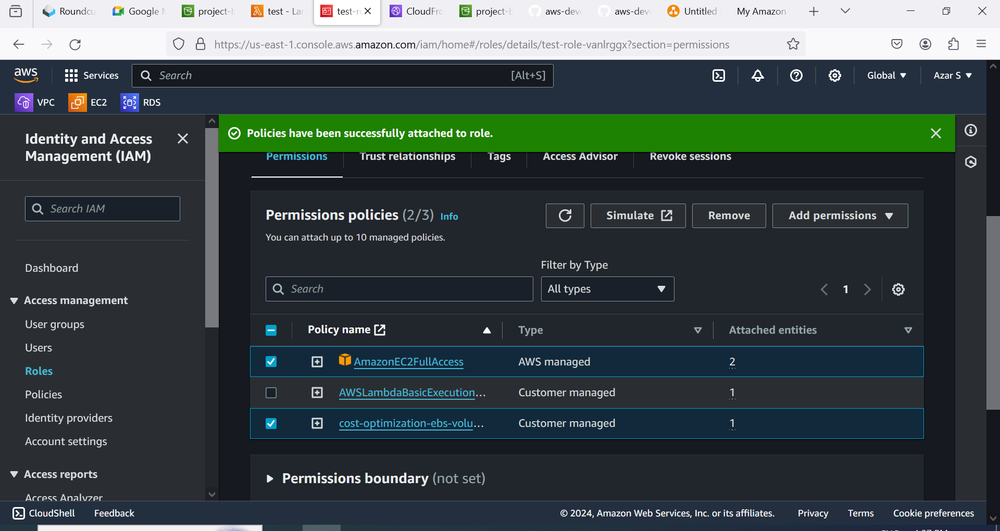 Roundcu
Google M
project-b
test - Lar
test-ro
CloudFro
project-b
aws-devo
aws-devo
Untitled
My Amazon
https://us-east-1.console.aws.amazon.com/iam/home#/roles/details/test-role-vanlrggx?section=permissions
aws
Services
Search
[Alt+S]
Global
Azar S
VPC
EC2
RDS
Identity and Access
Management (IAM)
Policies have been successfully attached to role.
Permissions
Trust relationships
Tags
Access Advisor
Revoke sessions
Search IAM
Permissions policies (2/3) Info
Simulate
Remove
Add permissions
You can attach up to 10 managed policies.
Dashboard
Filter by Type
Search
All types
1
Access management
User groups
Users
Roles
Policies
Identity providers
Account settings
Access reports
Access Analyzer
Policy name
Type
Attached entities
AmazonEC2FullAccess
AWS managed
2
AWSLambdaBasicExecution...
Customer managed
1
cost-optimization-ebs-volu...
Customer managed
1
Permissions boundary (not set)
CloudShell
Feedback
© 2024, Amazon Web Services, Inc. or its affiliates.
Privacy
Terms
Cookie preferences